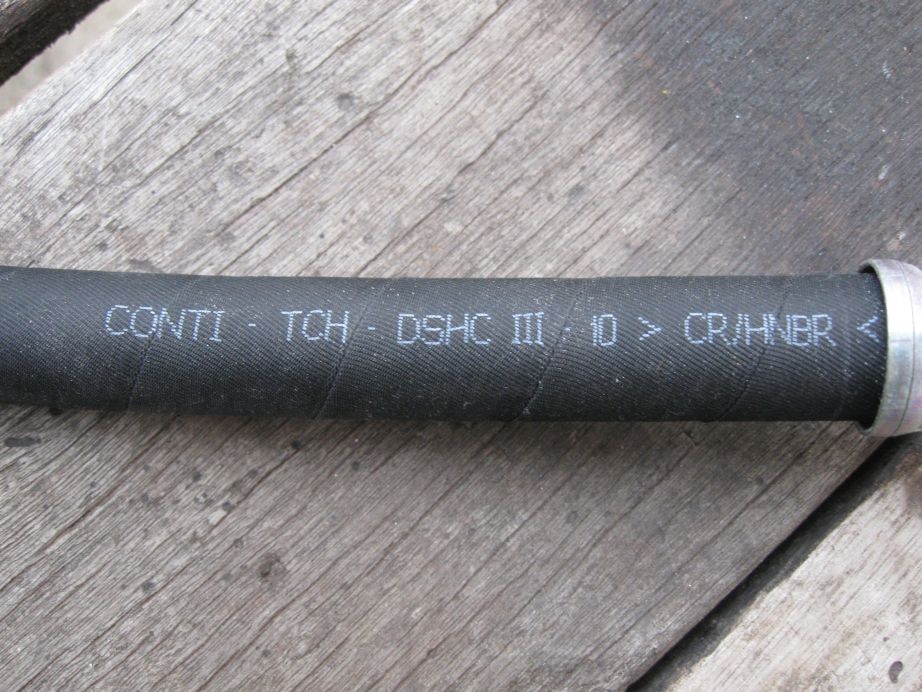 CONTI - TCH - DSHC III - 10 > CR/HNBR <